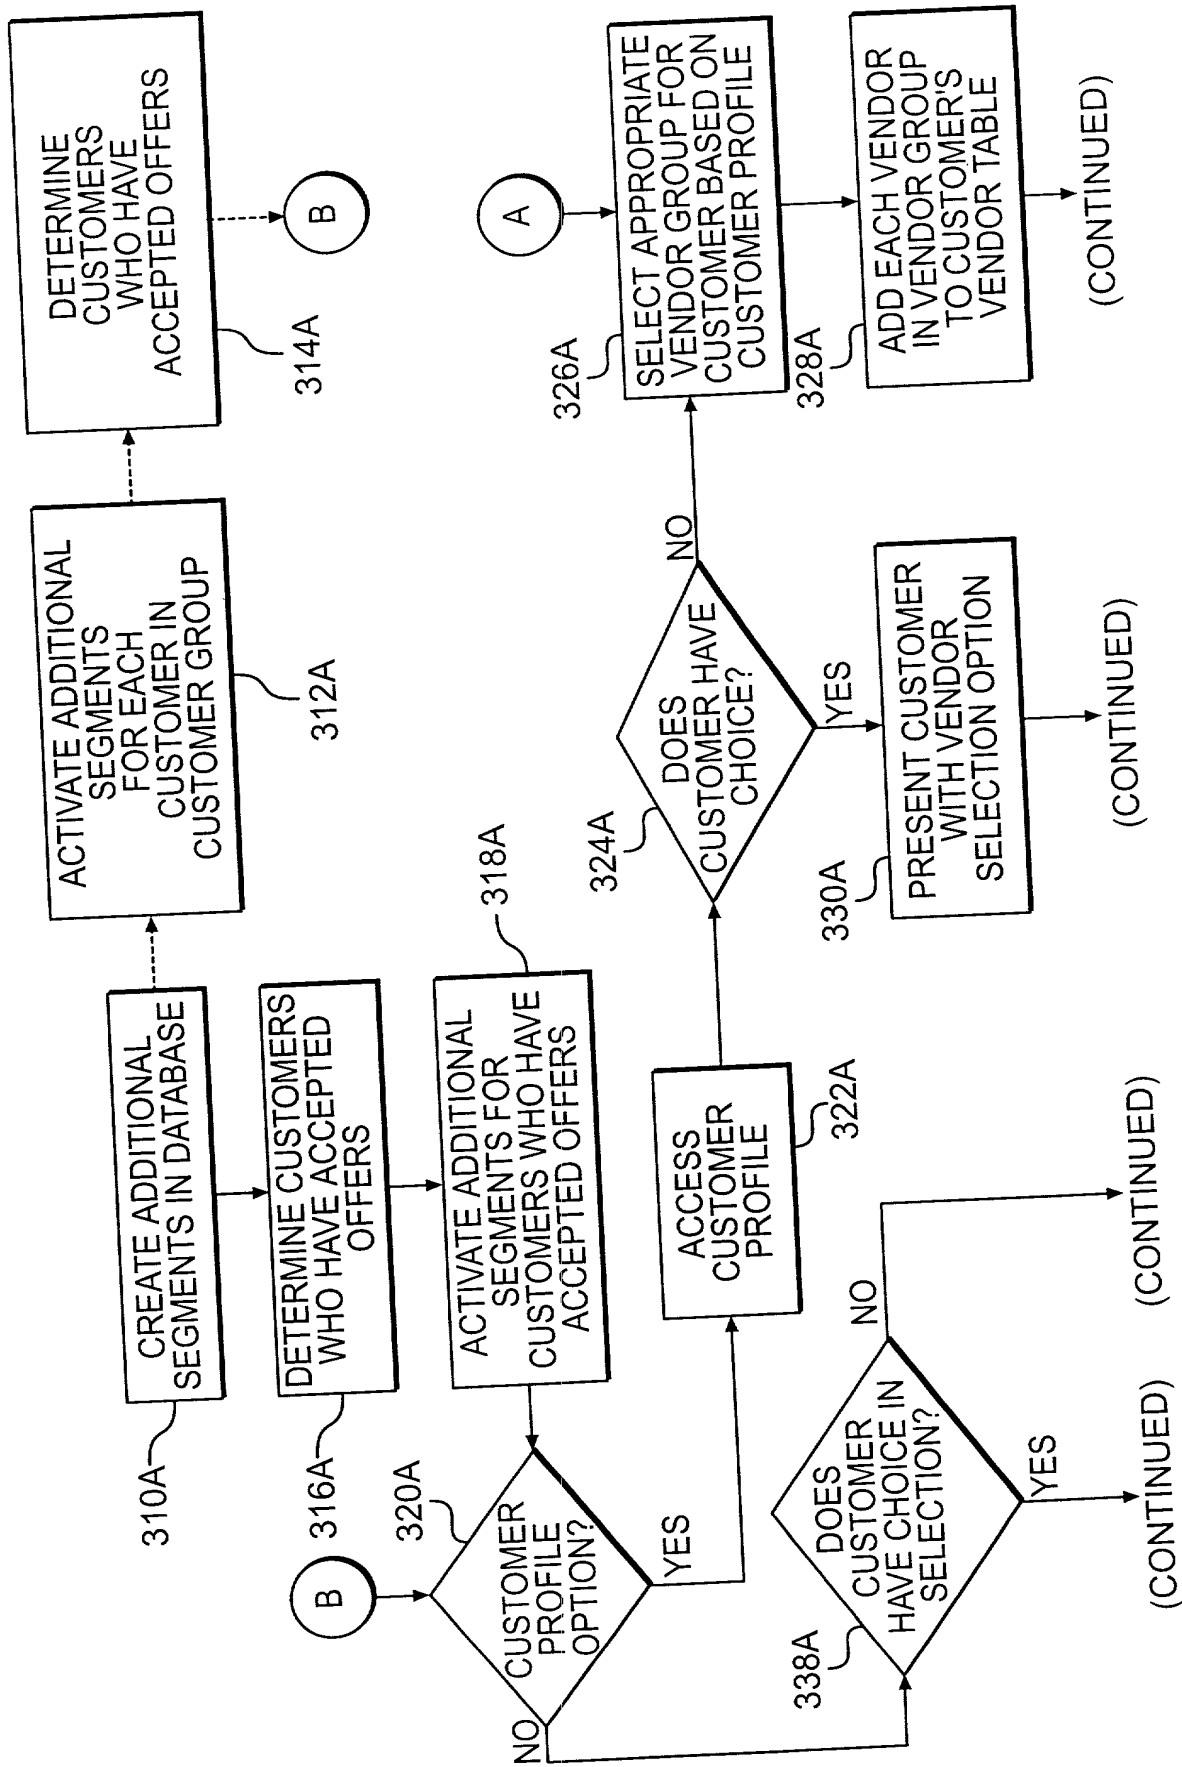 310A
CREATE ADDITIONAL
SEGMENTS IN DATABASE
ACTIVATE ADDITIONAL
SEGMENTS
FOR EACH
CUSTOMER IN
CUSTOMER GROUP
312A
DETERMINE
CUSTOMERS
WHO HAVE
ACCEPTED OFFERS
314A
B
316A
DETERMINE CUSTOMERS
WHO HAVE ACCEPTED
OFFERS
318A
ACTIVATE ADDITIONAL
SEGMENTS FOR
CUSTOMERS WHO HAVE
ACCEPTED OFFERS
B
320A
CUSTOMER
PROFILE
OPTION?
NO
YES
ACCESS
CUSTOMER
PROFILE
322A
324A
DOES
CUSTOMER HAVE
CHOICE?
NO
YES
A
326A
SELECT APPROPRIATE
VENDOR GROUP FOR
CUSTOMER BASED ON
CUSTOMER PROFILE
328A
ADD EACH VENDOR
IN VENDOR GROUP
TO CUSTOMER'S
VENDOR TABLE
(CONTINUED)
330A
PRESENT CUSTOMER
WITH VENDOR
SELECTION OPTION
(CONTINUED)
338A
DOES
CUSTOMER
HAVE CHOICE IN
SELECTION?
NO
YES
(CONTINUED)
(CONTINUED)